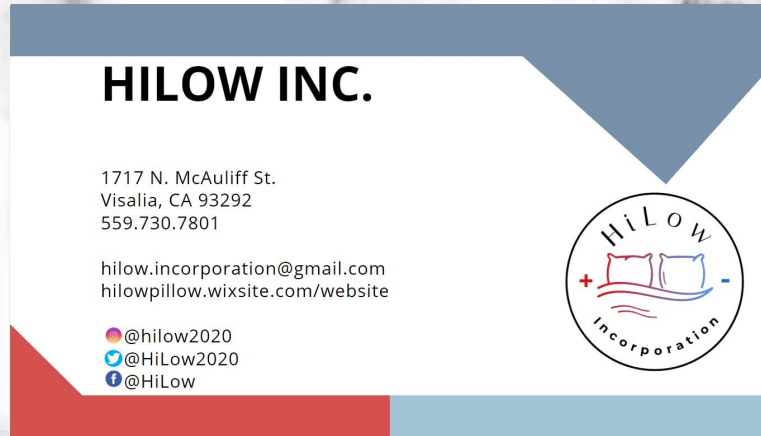 HILOW INC.
1717 N. McAuliff St.
Visalia, CA 93292
559.730.7801
hilow.incorporation@gmail.com
hilowpillow.wixsite.com/website
@hilow2020
@HiLow2020
@HiLow
HiLow
+ -
Incorporation